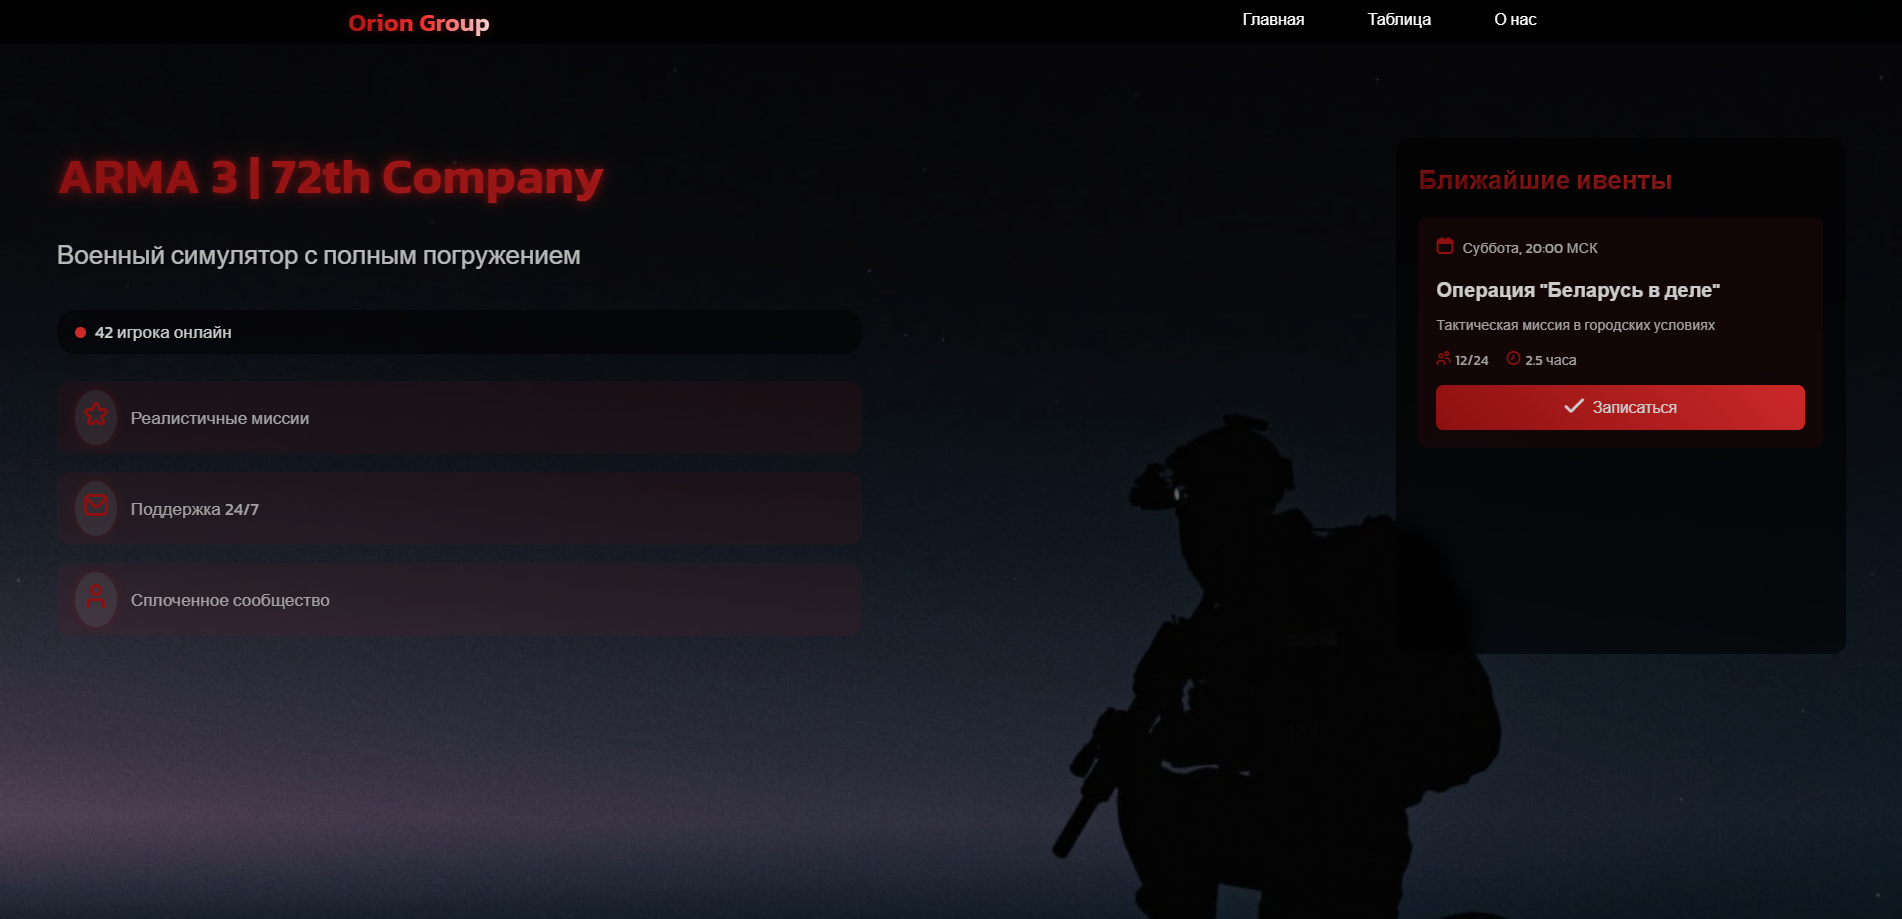 Orion Group
Главная
Таблица
О нас
ARMA 3 | 72th Company
Военный симулятор с полным погружением
42 игрока онлайн
Реалистичные миссии
Поддержка 24/7
Сплоченное сообщество
Ближайшие ивенты
Суббота, 20:00 МСК
Операция "Беларусь в деле"
Тактическая миссия в городских условиях
12/24 2.5 часа
Записаться